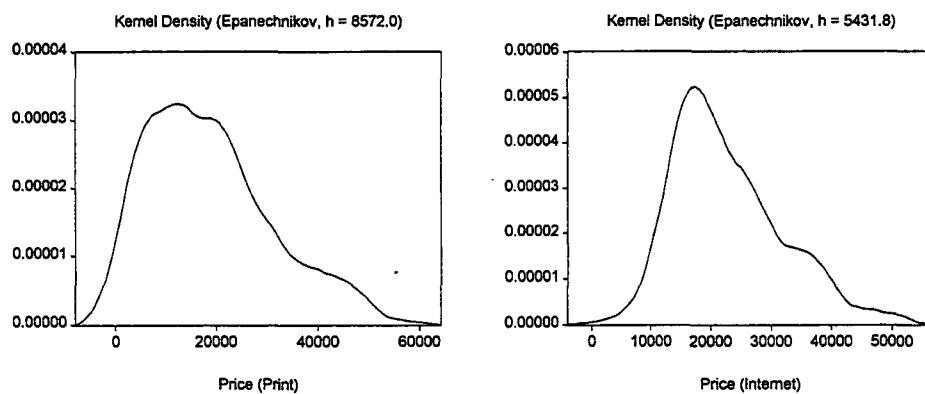 Kernel Density (Epanechnikov, h = 8572.0)
0.00004
0.00003
0.00002
0.00001
0.00000
0 20000 40000 60000
Price (Print)
Kernel Density (Epanechnikov, h = 5431.8)
0.00006
0.00005
0.00004
0.00003
0.00002
0.00001
0.00000
0 10000 20000 30000 40000 50000
Price (Internet)